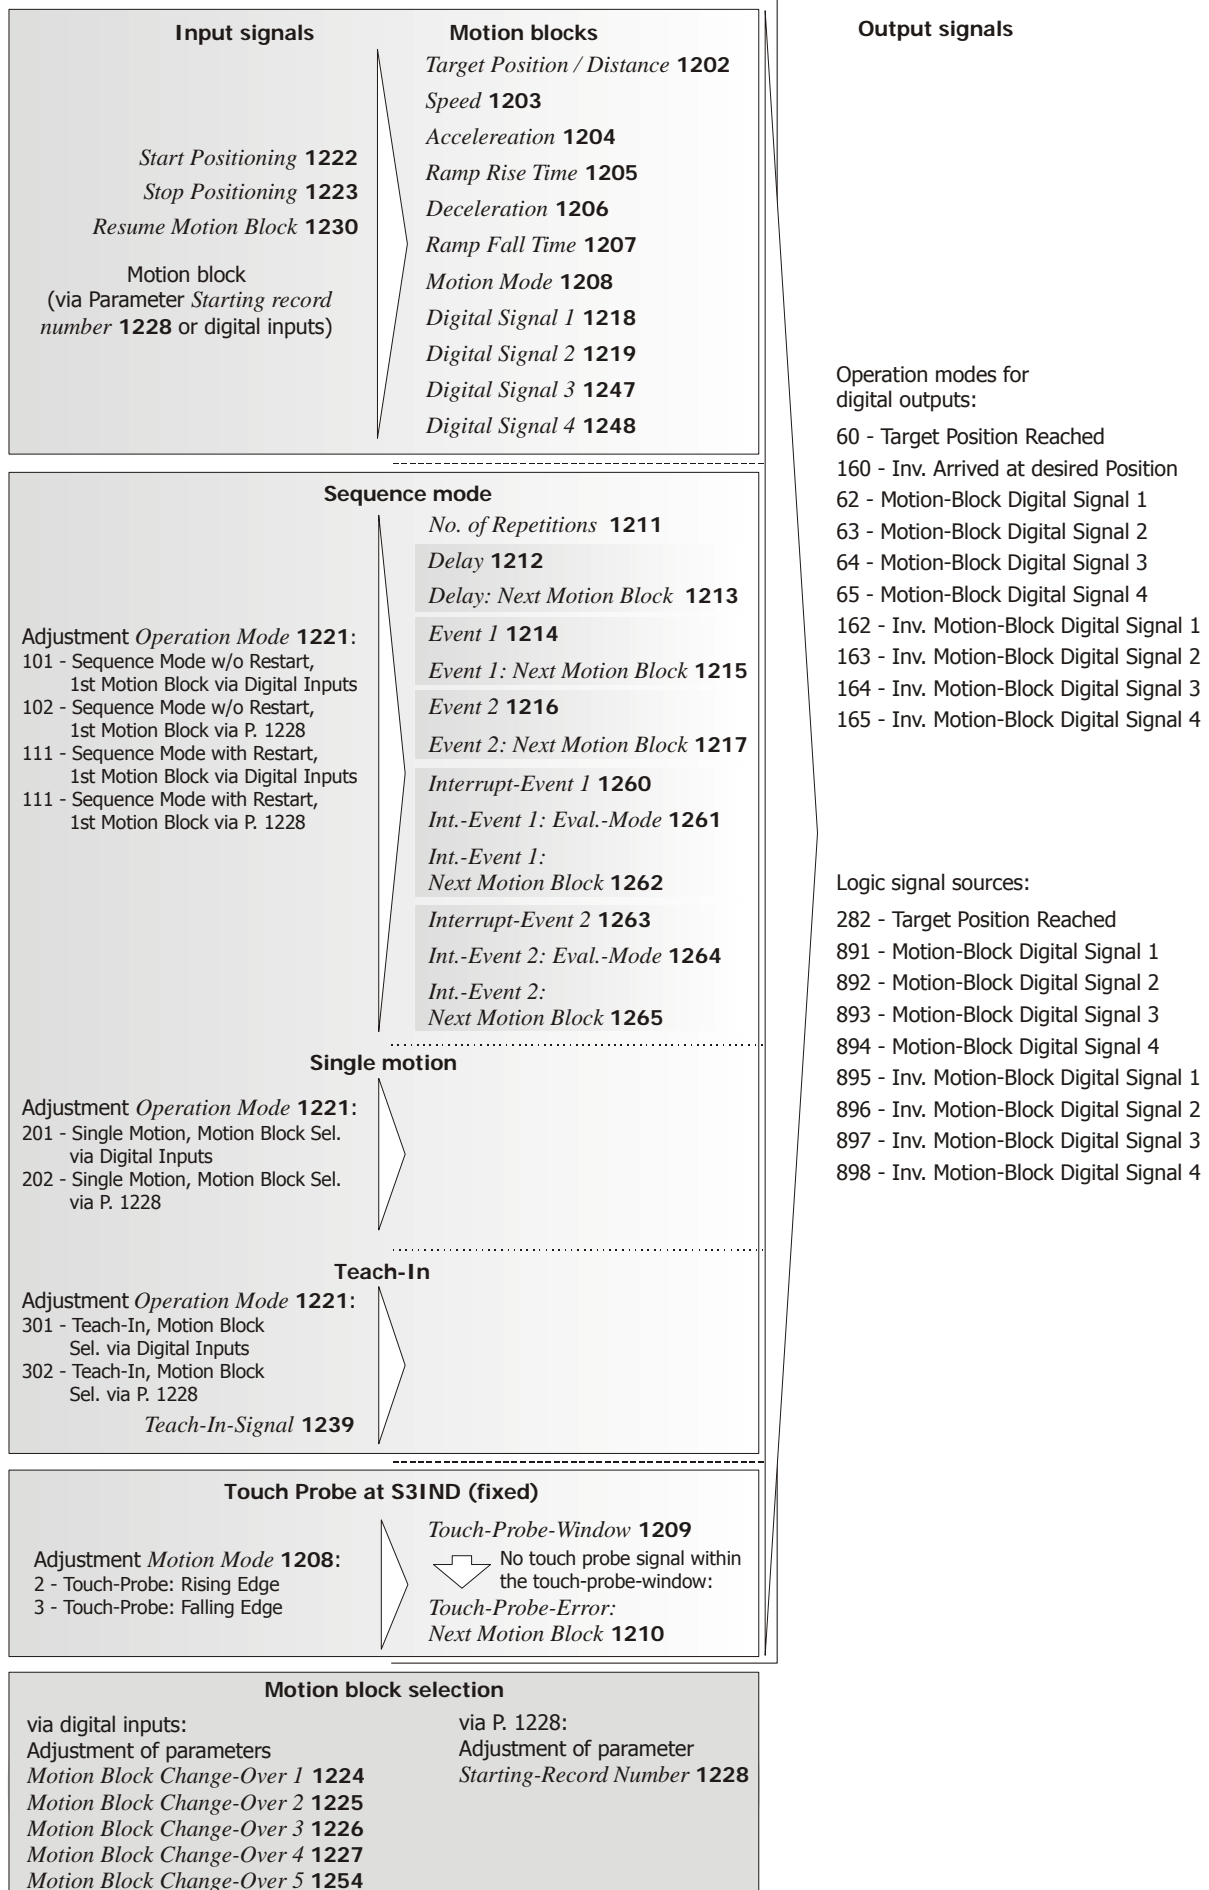 Input signals
Motion blocks
Start Positioning 1222
Stop Positioning 1223
Resume Motion Block 1230
Motion block
(via Parameter Starting record
number 1228 or digital inputs)
Target Position / Distance 1202
Speed 1203
Accelereation 1204
Ramp Rise Time 1205
Deceleration 1206
Ramp Fall Time 1207
Motion Mode 1208
Digital Signal 1 1218
Digital Signal 2 1219
Digital Signal 3 1247
Digital Signal 4 1248
Sequence mode
Adjustment Operation Mode 1221:
101 - Sequence Mode w/o Restart,
1st Motion Block via Digital Inputs
102 - Sequence Mode w/o Restart,
1st Motion Block via P. 1228
111 - Sequence Mode with Restart,
1st Motion Block via Digital Inputs
111 - Sequence Mode with Restart,
1st Motion Block via P. 1228
No. of Repetitions 1211
Delay 1212
Delay: Next Motion Block 1213
Event 1 1214
Event 1: Next Motion Block 1215
Event 2 1216
Event 2: Next Motion Block 1217
Interrupt-Event 1 1260
Int.-Event 1: Eval.-Mode 1261
Int.-Event 1:
Next Motion Block 1262
Interrupt-Event 2 1263
Int.-Event 2: Eval.-Mode 1264
Int.-Event 2:
Next Motion Block 1265
Single motion
Adjustment Operation Mode 1221:
201 - Single Motion, Motion Block Sel.
via Digital Inputs
202 - Single Motion, Motion Block Sel.
via P. 1228
Teach-In
Adjustment Operation Mode 1221:
301 - Teach-In, Motion Block
Sel. via Digital Inputs
302 - Teach-In, Motion Block
Sel. via P. 1228
Teach-In-Signal 1239
Touch Probe at S3IND (fixed)
Adjustment Motion Mode 1208:
2 - Touch-Probe: Rising Edge
3 - Touch-Probe: Falling Edge
Touch-Probe-Window 1209
No touch probe signal within
the touch-probe-window:
Touch-Probe-Error:
Next Motion Block 1210
Motion block selection
via digital inputs:
Adjustment of parameters
Motion Block Change-Over 1 1224
Motion Block Change-Over 2 1225
Motion Block Change-Over 3 1226
Motion Block Change-Over 4 1227
Motion Block Change-Over 5 1254
via P. 1228:
Adjustment of parameter
Starting-Record Number 1228
Output signals
Operation modes for
digital outputs:
60 - Target Position Reached
160 - Inv. Arrived at desired Position
62 - Motion-Block Digital Signal 1
63 - Motion-Block Digital Signal 2
64 - Motion-Block Digital Signal 3
65 - Motion-Block Digital Signal 4
162 - Inv. Motion-Block Digital Signal 1
163 - Inv. Motion-Block Digital Signal 2
164 - Inv. Motion-Block Digital Signal 3
165 - Inv. Motion-Block Digital Signal 4
Logic signal sources:
282 - Target Position Reached
891 - Motion-Block Digital Signal 1
892 - Motion-Block Digital Signal 2
893 - Motion-Block Digital Signal 3
894 - Motion-Block Digital Signal 4
895 - Inv. Motion-Block Digital Signal 1
896 - Inv. Motion-Block Digital Signal 2
897 - Inv. Motion-Block Digital Signal 3
898 - Inv. Motion-Block Digital Signal 4